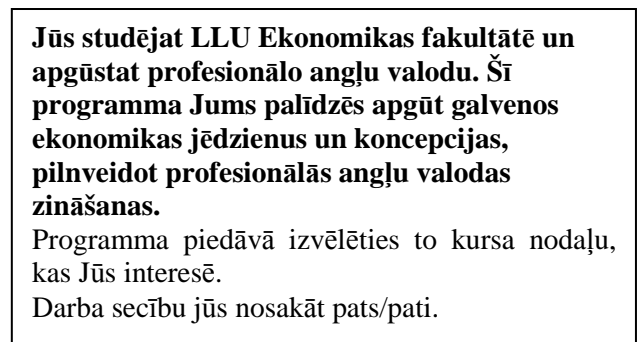 Jūs studējat LLU Ekonomikas fakultātē un
apgūstat profesionālo angļu valodu. Šī
programma Jums palīdzēs apgūt galvenos
ekonomikas jēdzienus un koncepcijas,
pilnveidot profesionālās angļu valodas
zināšanas.
Programma piedāvā izvēlēties to kursa nodaļu,
kas Jūs interesē.
Darba secību jūs nosakāt pats/pati.